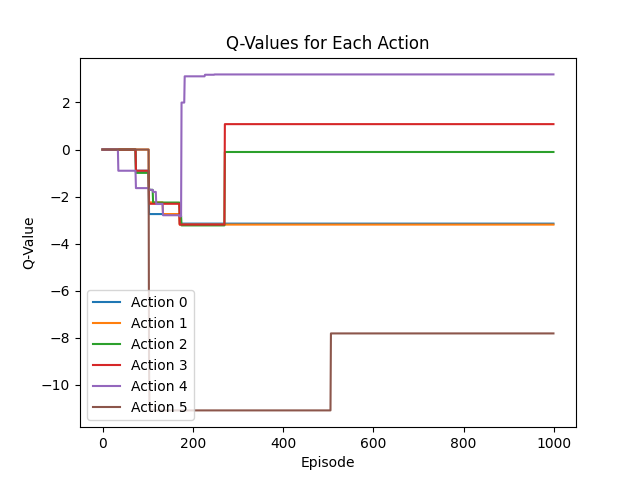 Q-Values for Each Action
Q-Value
2
0
−2
−4
−6
−8
−10
Action 0
Action 1
Action 2
Action 3
Action 4
Action 5
0
200
400
600
800
1000
Episode